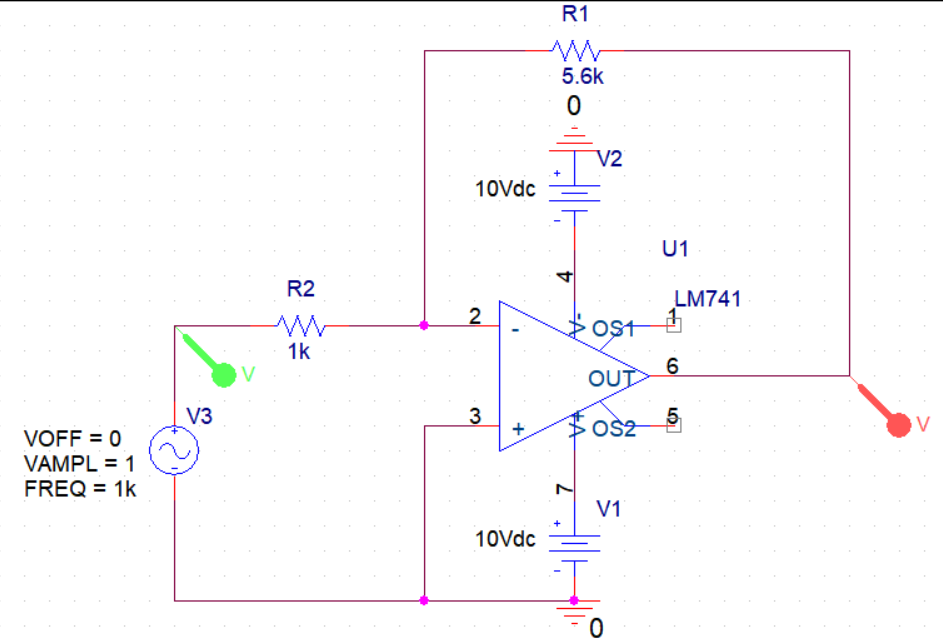 R1
5.6k
0
V2
+
10Vdc
-
U1
4
R2
LM741
2
-
V-
OS1
1
1k
V
OUT
6
V3
3
+
V+
OS2
5
V
+
-
VOFF = 0
VAMPL = 1
FREQ = 1k
7
V1
+
10Vdc
-
0